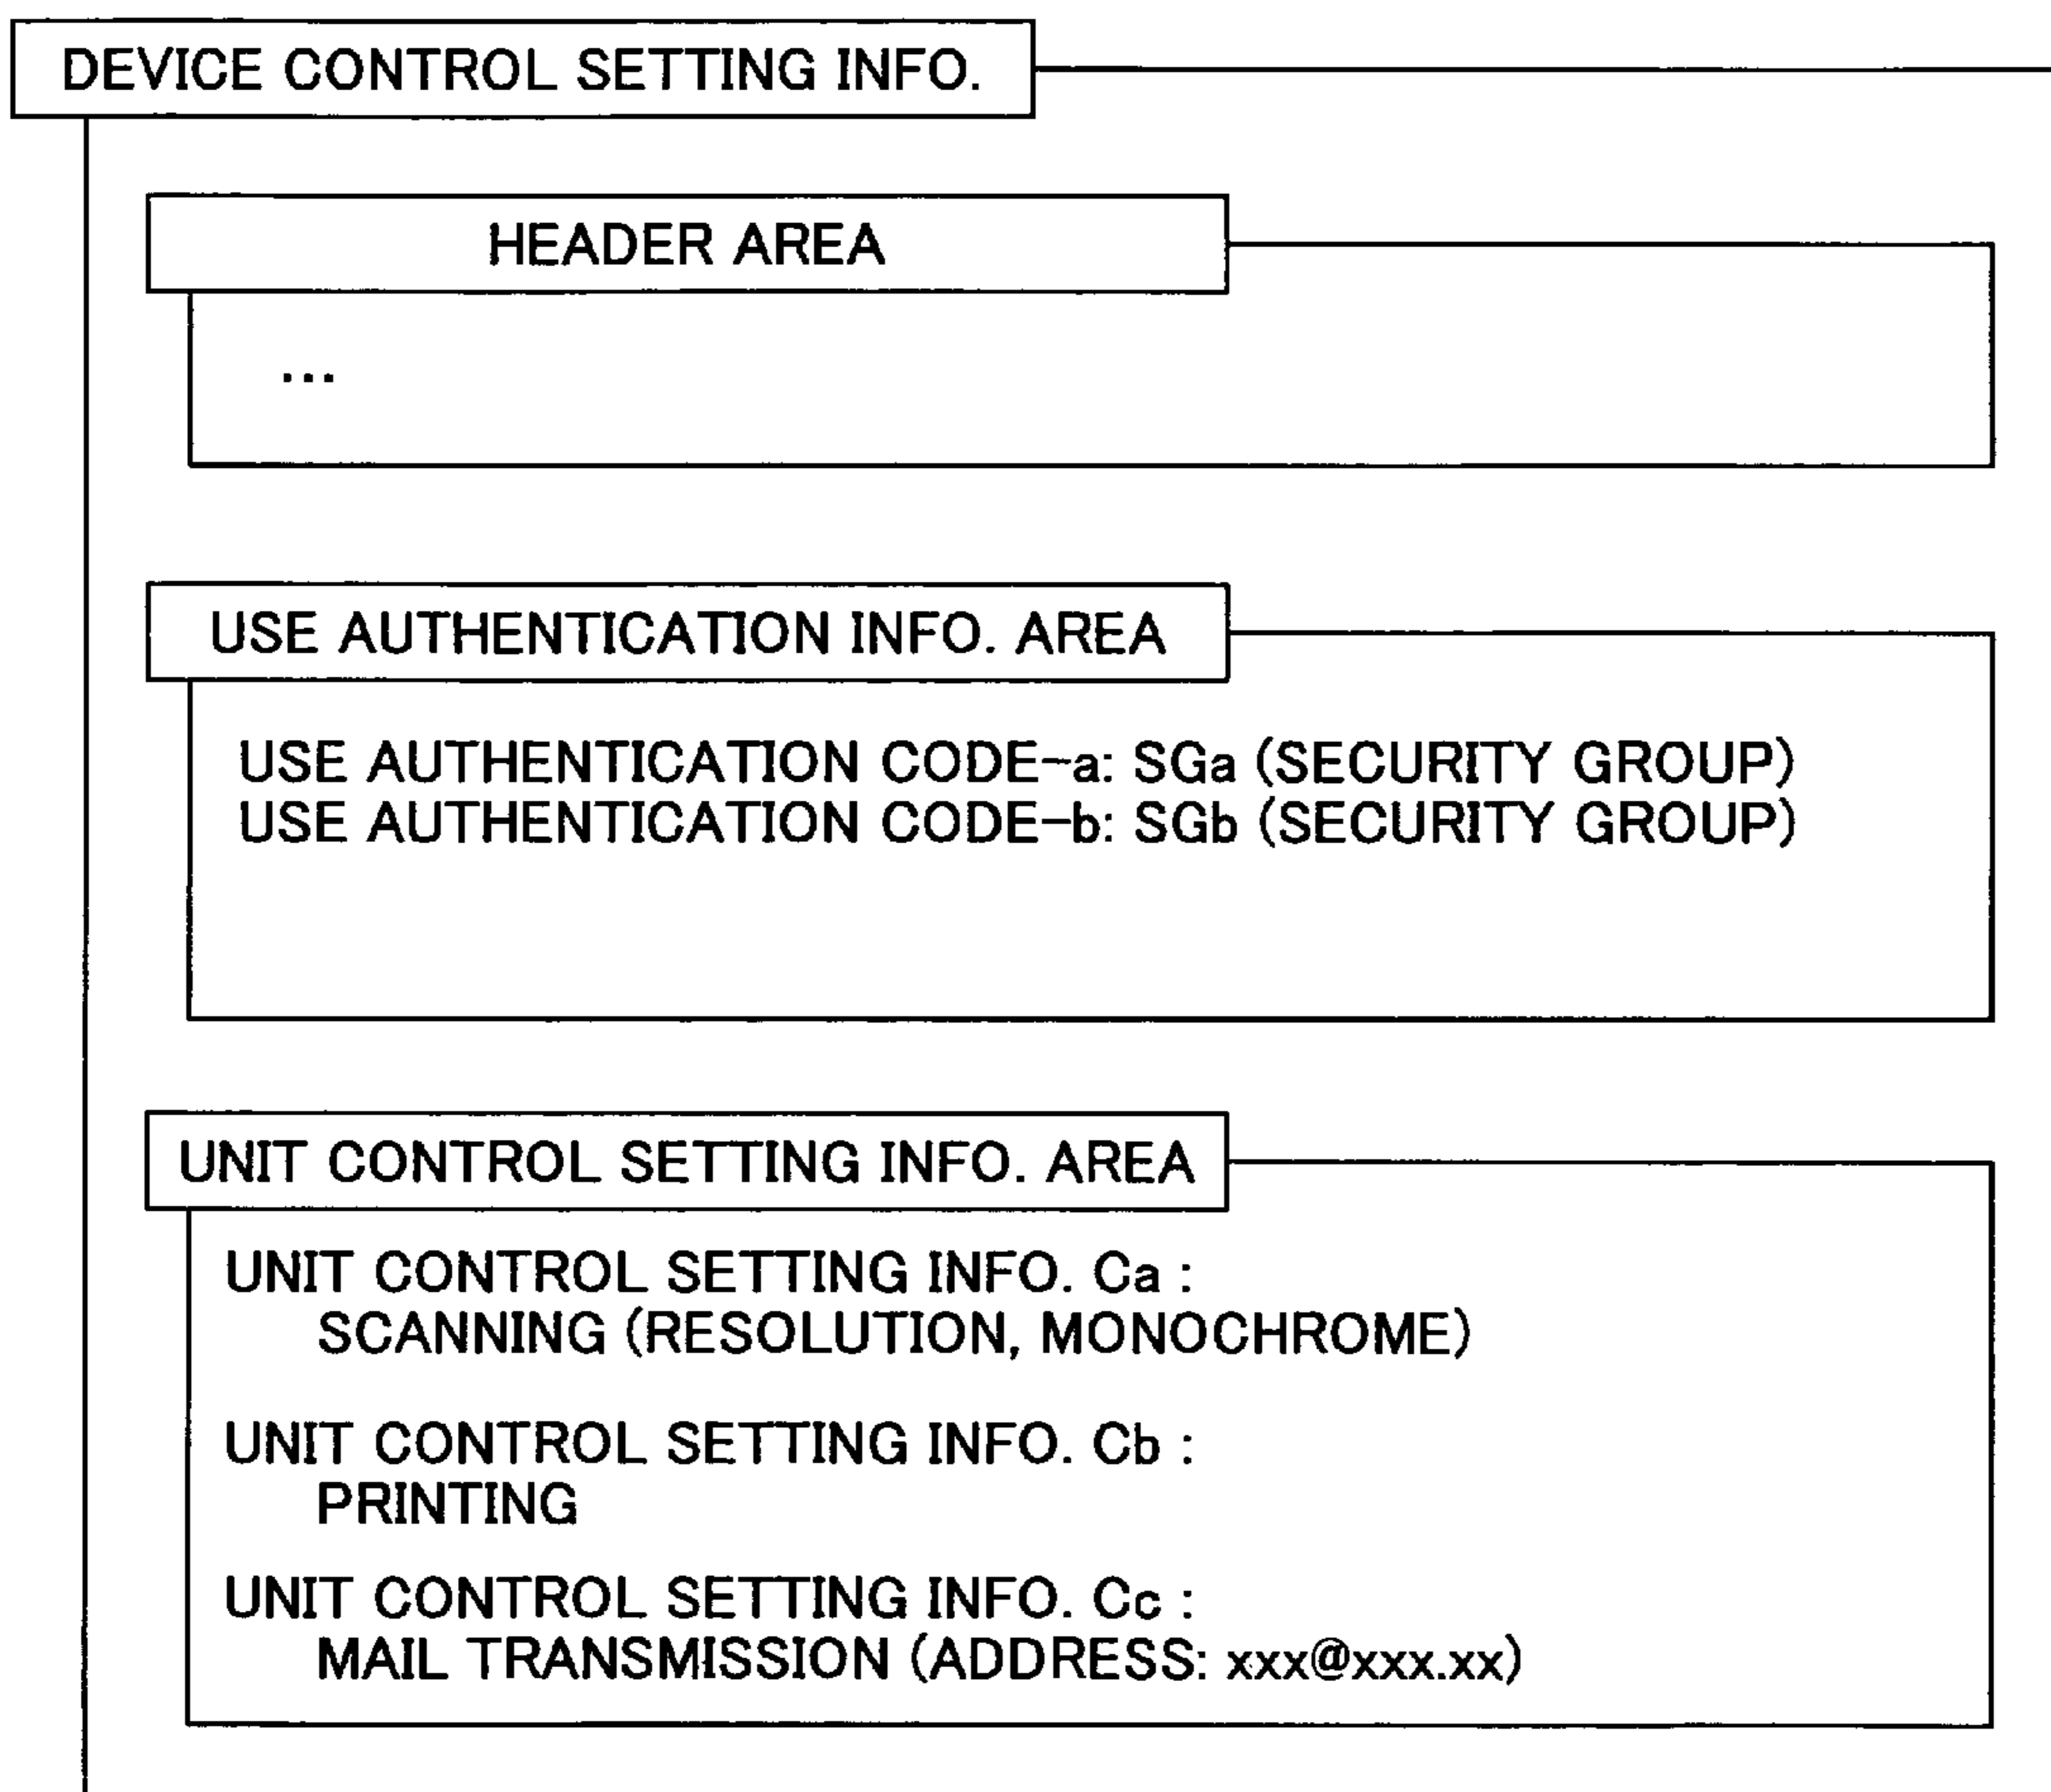 DEVICE CONTROL SETTING INFO.
HEADER AREA
...
USE AUTHENTICATION INFO. AREA
USE AUTHENTICATION CODE-a: SGa (SECURITY GROUP)
USE AUTHENTICATION CODE-b: SGb (SECURITY GROUP)
UNIT CONTROL SETTING INFO. AREA
UNIT CONTROL SETTING INFO. Ca :
SCANNING (RESOLUTION, MONOCHROME)
UNIT CONTROL SETTING INFO. Cb :
PRINTING
UNIT CONTROL SETTING INFO. Cc :
MAIL TRANSMISSION (ADDRESS: xxx@xxx.xx)